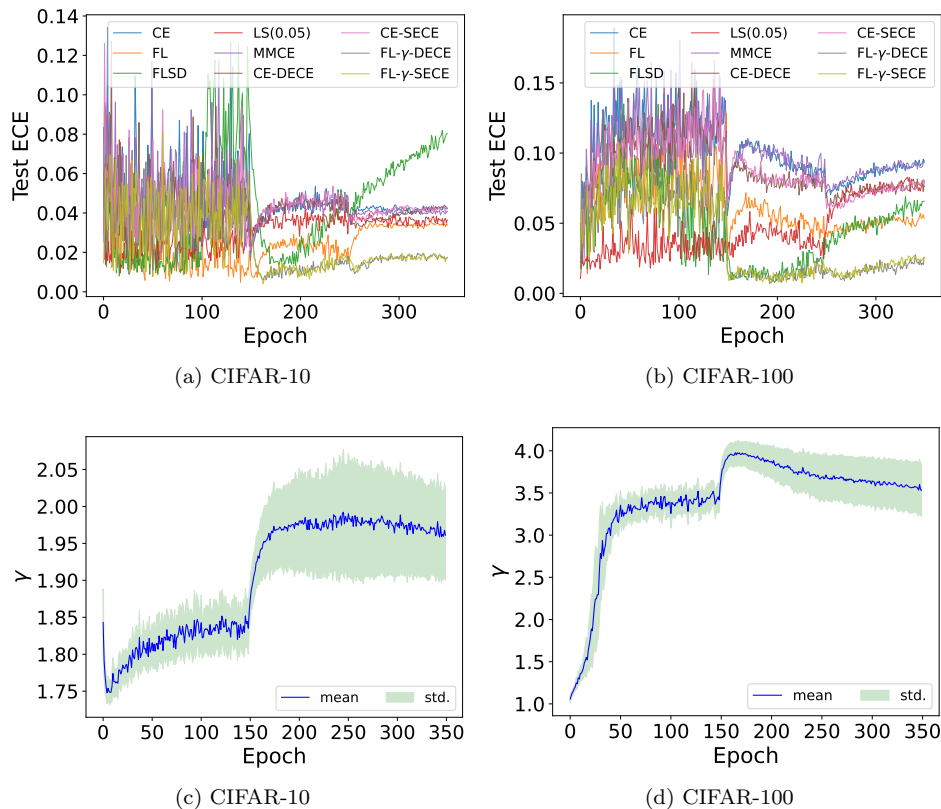 0.14
0.12
0.10
0.08
0.06
0.04
0.02
0.00
Test ECE
CE LS(0.05) CE-SECE
FL MMCE FL-γ-DECE
FLSD CE-DECE FL-γ-SECE
0 100 200 300
Epoch
(a) CIFAR-10
0.15
0.10
0.05
0.00
Test ECE
CE LS(0.05) CE-SECE
FL MMCE FL-γ-DECE
FLSD CE-DECE FL-γ-SECE
0 100 200 300
Epoch
(b) CIFAR-100
2.05
2.00
1.95
1.90
1.85
1.80
1.75
γ
mean std.
0 50 100 150 200 250 300 350
Epoch
(c) CIFAR-10
4.0
3.5
3.0
2.5
2.0
1.5
1.0
γ
mean std.
0 50 100 150 200 250 300 350
Epoch
(d) CIFAR-100